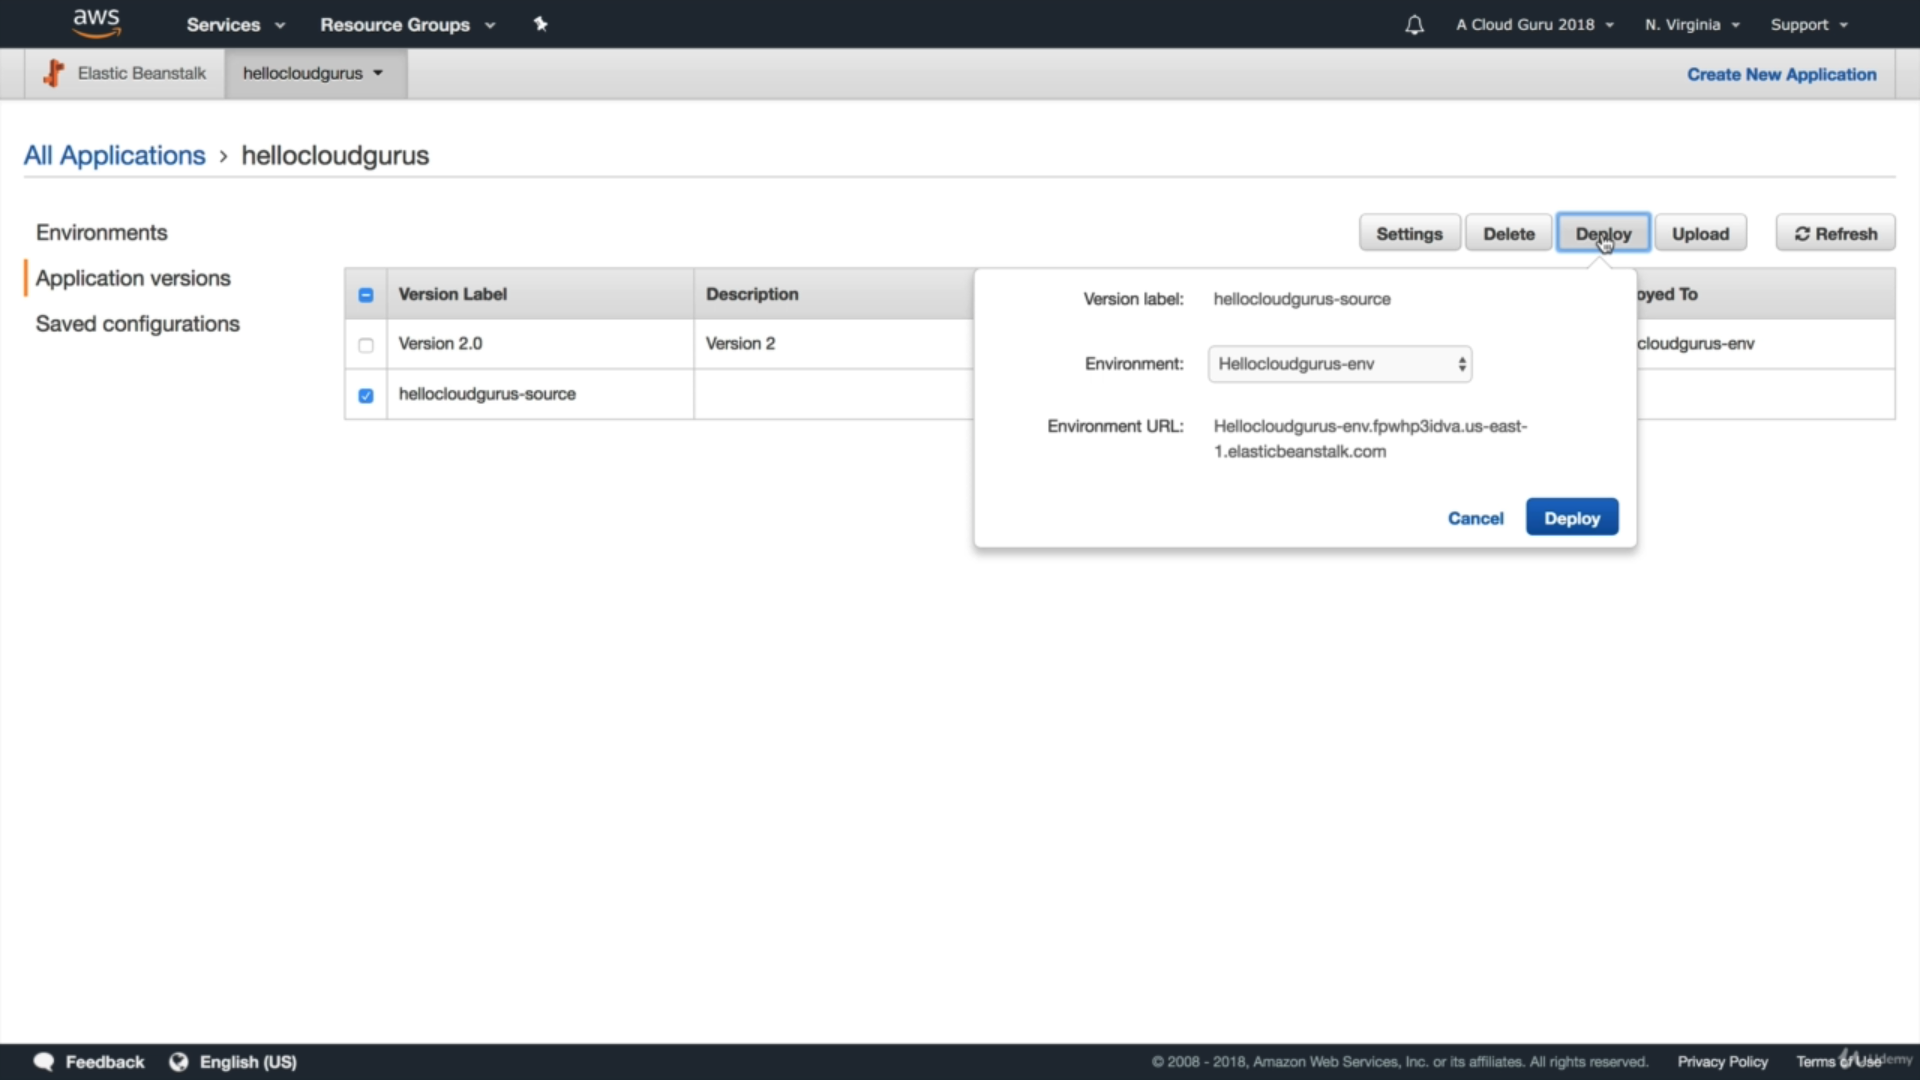 aws Services Resource Groups A Cloud Guru 2018 N. Virginia Support
Elastic Beanstalk hellocloudgurus Create New Application
All Applications › hellocloudgurus
Environments
Application versions
Saved configurations
Settings Delete Deploy Upload Refresh
Version Label Description oyed To
Version 2.0 Version 2 cloudgurus-env
hellocloudgurus-source
Version label: hellocloudgurus-source
Environment: Hellocloudgurus-env
Environment URL: Hellocloudgurus-env.fpwhp3idva.us-east-
1.elasticbeanstalk.com
Cancel Deploy
Feedback English (US) © 2008 - 2018, Amazon Web Services, Inc. or its affiliates. All rights reserved. Privacy Policy Terms of Use